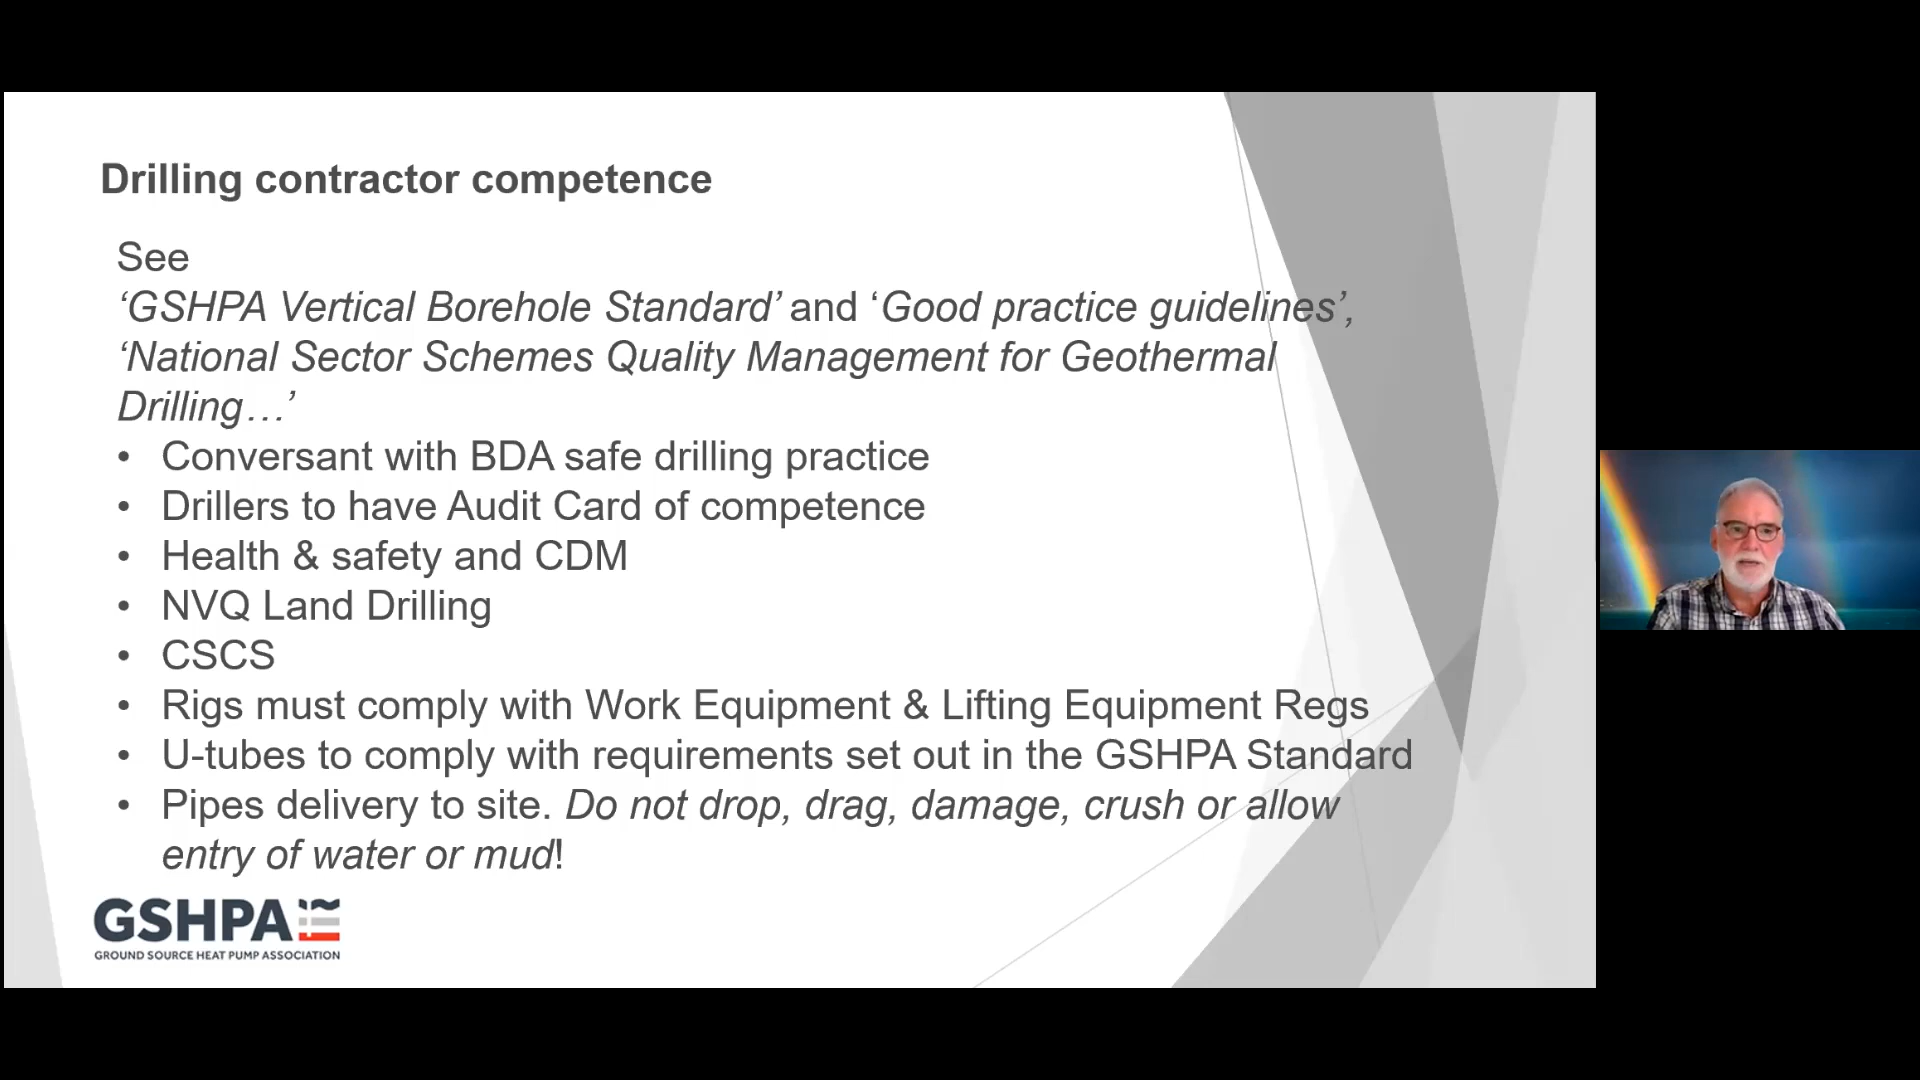 Drilling contractor competence
See
‘GSHPA Vertical Borehole Standard’ and ‘Good practice guidelines’,
‘National Sector Schemes Quality Management for Geothermal
Drilling…’
• Conversant with BDA safe drilling practice
• Drillers to have Audit Card of competence
• Health & safety and CDM
• NVQ Land Drilling
• CSCS
• Rigs must comply with Work Equipment & Lifting Equipment Regs
• U-tubes to comply with requirements set out in the GSHPA Standard
• Pipes delivery to site. Do not drop, drag, damage, crush or allow
entry of water or mud!
GSHPA
GROUND SOURCE HEAT PUMP ASSOCIATION